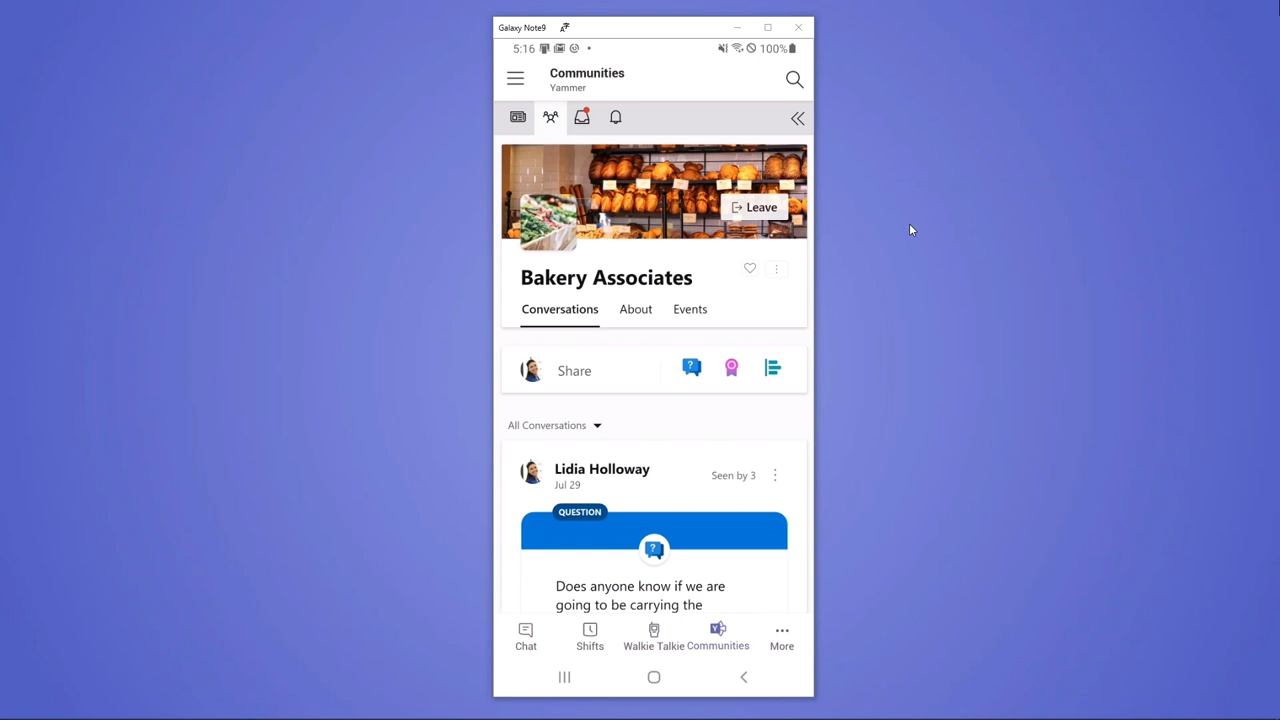 Galaxy Note9
5:16
100%
Communities
Yammer
Leave
Bakery Associates
Conversations
About
Events
Share
All Conversations
Lidia Holloway
Seen by 3
Jul 29
QUESTION
Does anyone know if we are
going to be carrying the
Chat
Shifts
Walkie Talkie
Communities
More